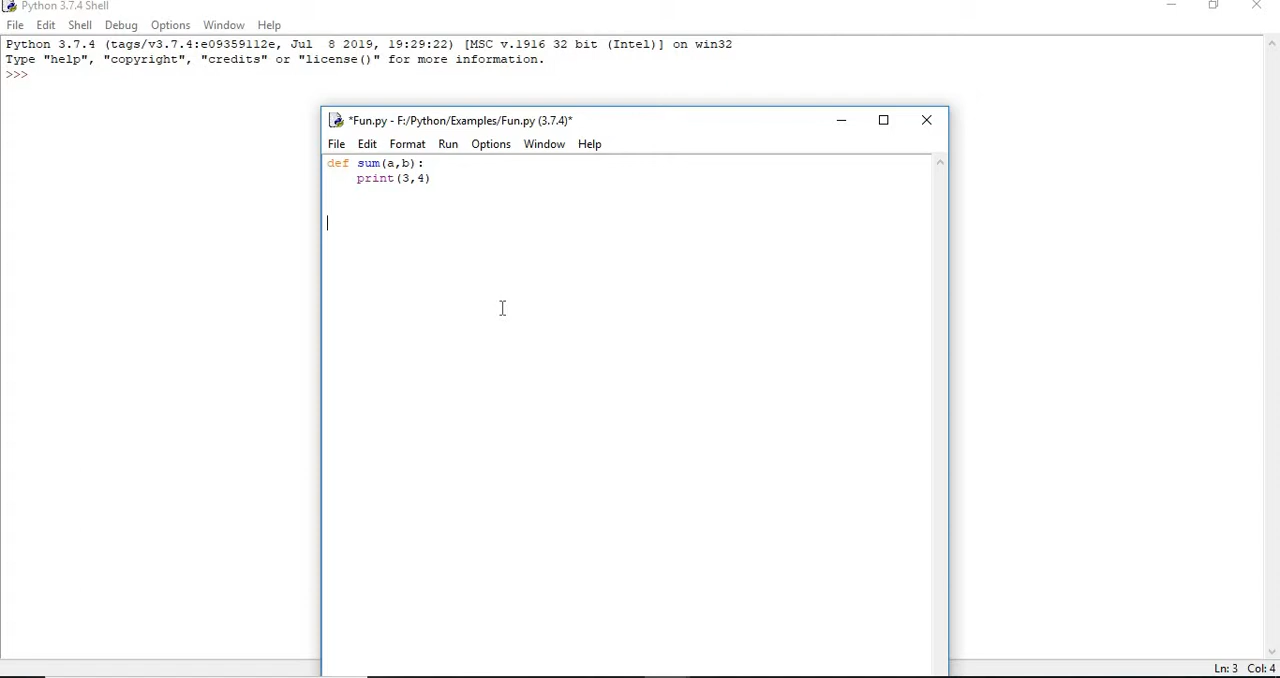 Python 3.7.4 Shell
File Edit Shell Debug Options Window Help
Python 3.7.4 (tags/v3.7.4:e09359112e, Jul  8 2019, 19:29:22) [MSC v.1916 32 bit (Intel)] on win32
Type "help", "copyright", "credits" or "license()" for more information.
>>>
*Fun.py - F:/Python/Examples/Fun.py (3.7.4)*
File Edit Format Run Options Window Help
def sum(a,b):
    print(3,4)
Ln: 3 Col: 4